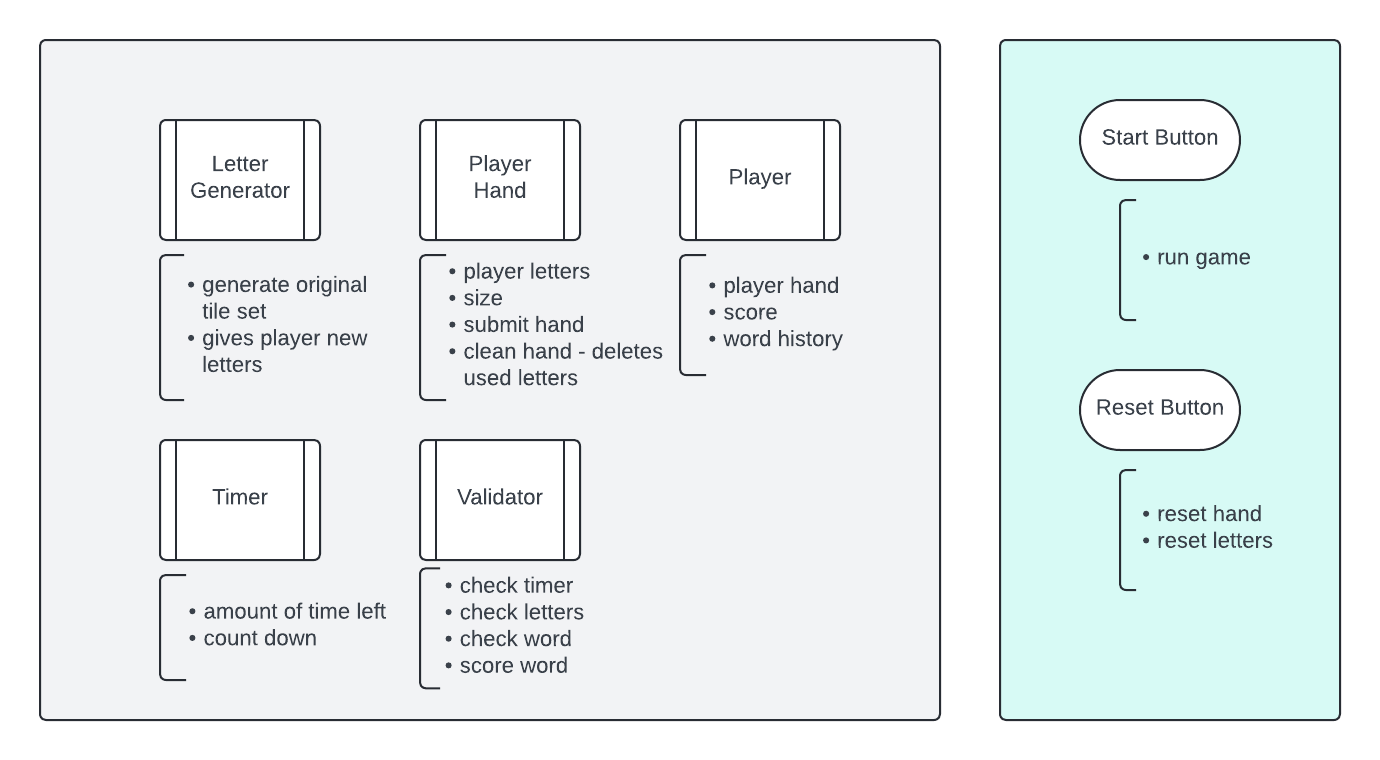 Letter
Generator
• generate original
tile set
• gives player new
letters
Player
Hand
• player letters
• size
• submit hand
• clean hand - deletes
used letters
Player
• player hand
• score
• word history
Timer
• amount of time left
• count down
Validator
• check timer
• check letters
• check word
• score word
Start Button
• run game
Reset Button
• reset hand
• reset letters